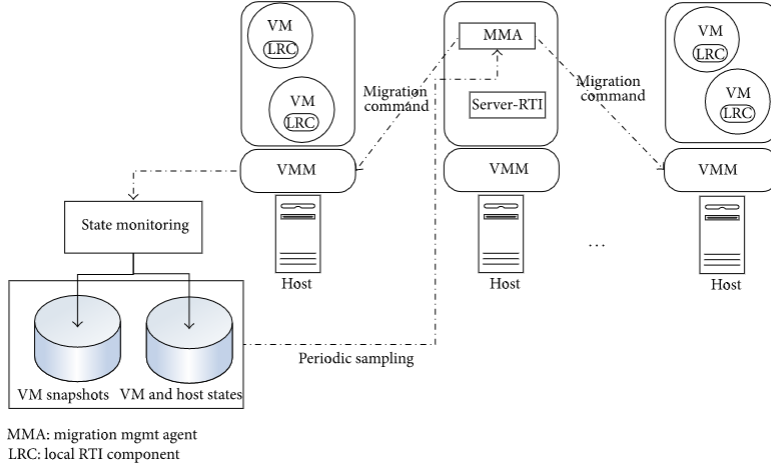 VM
LRC
VM
LRC
MMA
Server-RTI
VM
LRC
VM
LRC
Migration
command
Migration
command
VMM
VMM
VMM
State monitoring
Host
Host
...
Host
VM snapshots
VM and host states
Periodic sampling
MMA: migration mgmt agent
LRC: local RTI component